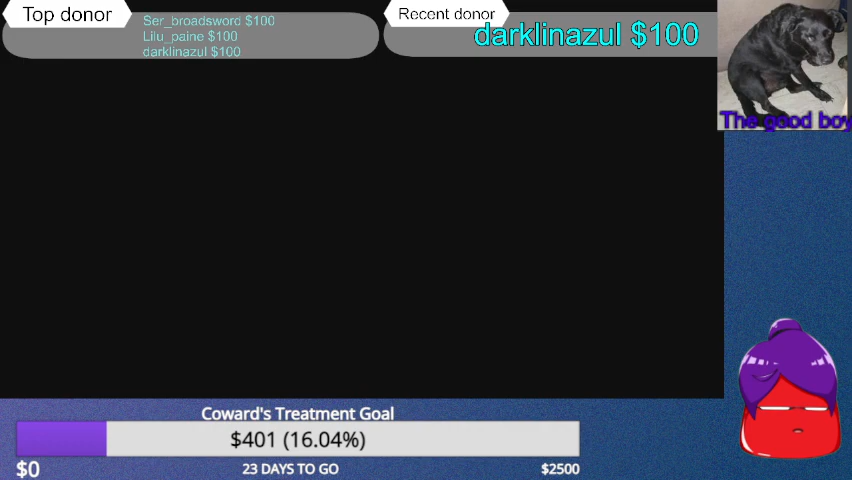 Top donor
Ser_broadsword $100
Lilu_paine $100
darklinazul $100
Recent donor
darklinazul $100
The good boy
Coward's Treatment Goal
$401 (16.04%)
$0
23 DAYS TO GO
$2500